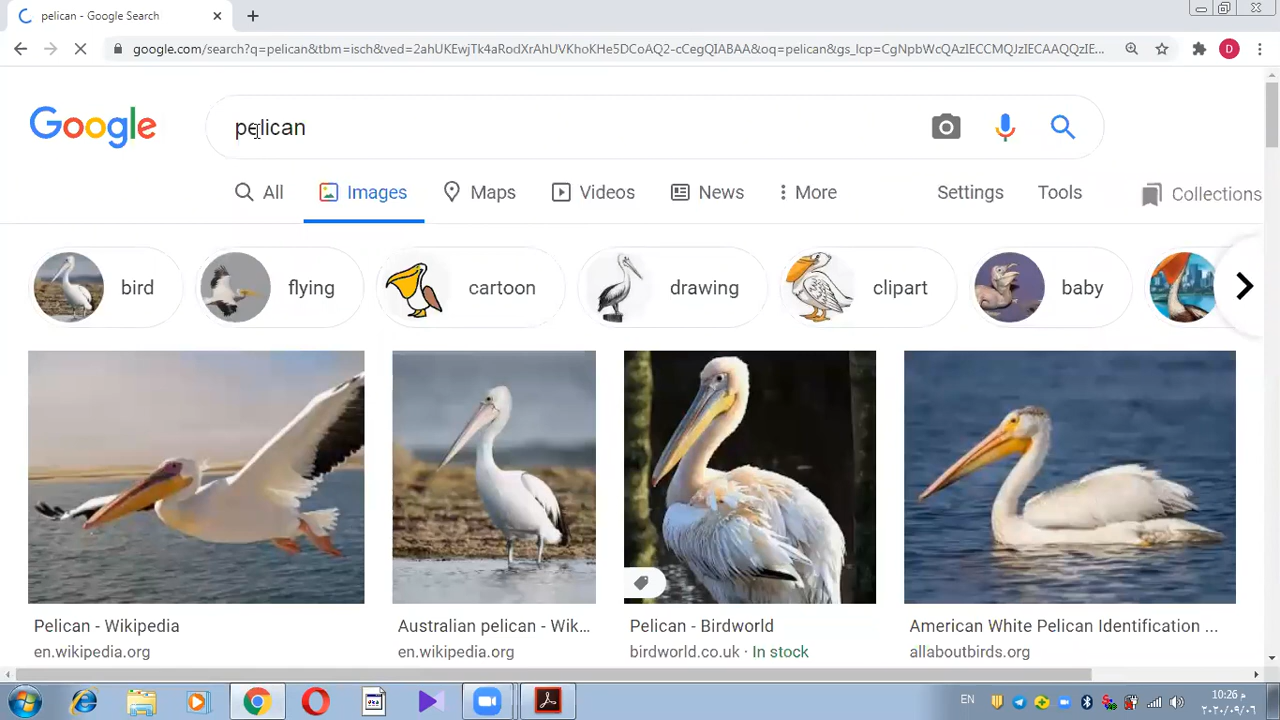 pelican - Google Search
google.com/search?q=pelican&tbm=isch&ved=2ahUKEwjTk4aRodXrAhUVKhoKHe5DCoAQ2-cCegQIABAA&oq=pelican&gs_lcp=CgNpbWcQAzIECCMQJzIECAAQQzIE...
D
Google
pelican
All
Images
Maps
Videos
News
More
Settings
Tools
Collections
bird
flying
cartoon
drawing
clipart
baby
Pelican - Wikipedia
en.wikipedia.org
Australian pelican - Wik...
en.wikipedia.org
Pelican - Birdworld
birdworld.co.uk · In stock
American White Pelican Identification ...
allaboutbirds.org
EN
10:26 م
٢٠٢٠/٠٩/٠٦